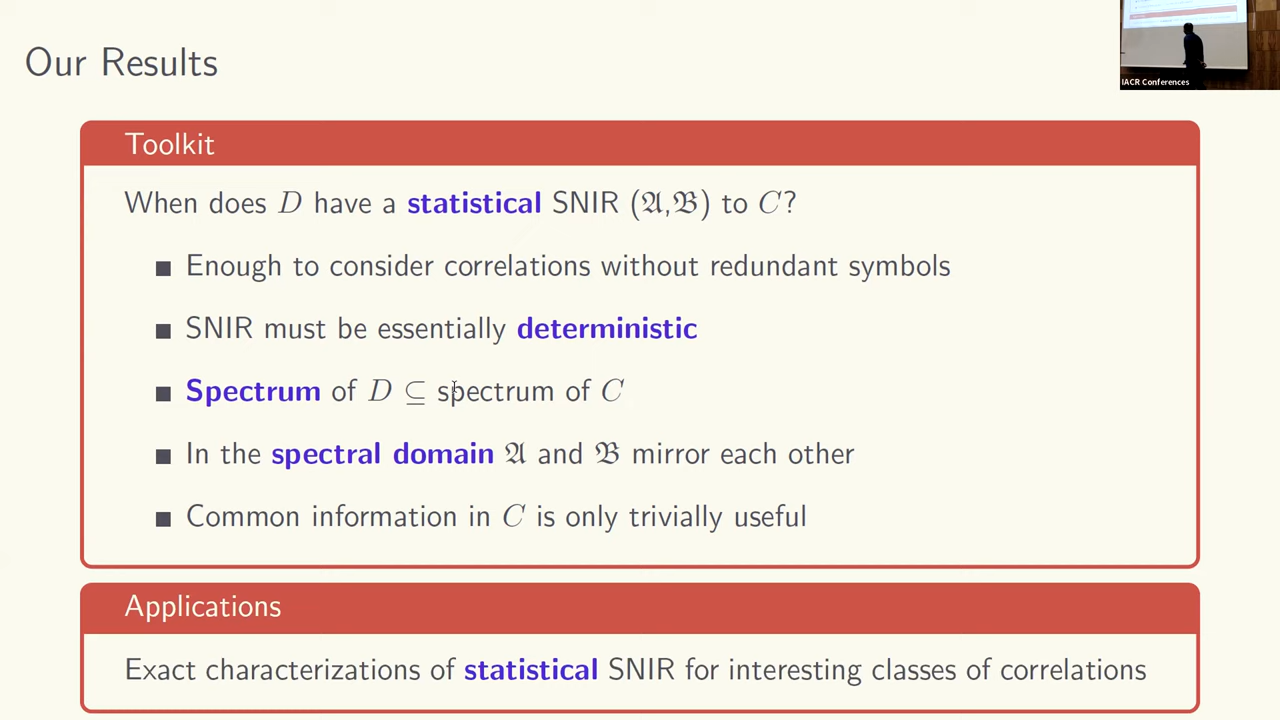 Our Results
IACR Conferences
Toolkit
When does D have a statistical SNIR (𝔄,𝔅) to C?
■ Enough to consider correlations without redundant symbols
■ SNIR must be essentially deterministic
■ Spectrum of D ⊆ spectrum of C
■ In the spectral domain 𝔄 and 𝔅 mirror each other
■ Common information in C is only trivially useful
Applications
Exact characterizations of statistical SNIR for interesting classes of correlations